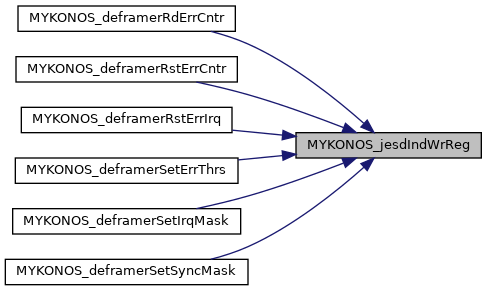 MYKONOS_deframerRdErrCntr
MYKONOS_deframerRstErrCntr
MYKONOS_deframerRstErrIrq
MYKONOS_jesdIndWrReg
MYKONOS_deframerSetErrThrs
MYKONOS_deframerSetIrqMask
MYKONOS_deframerSetSyncMask